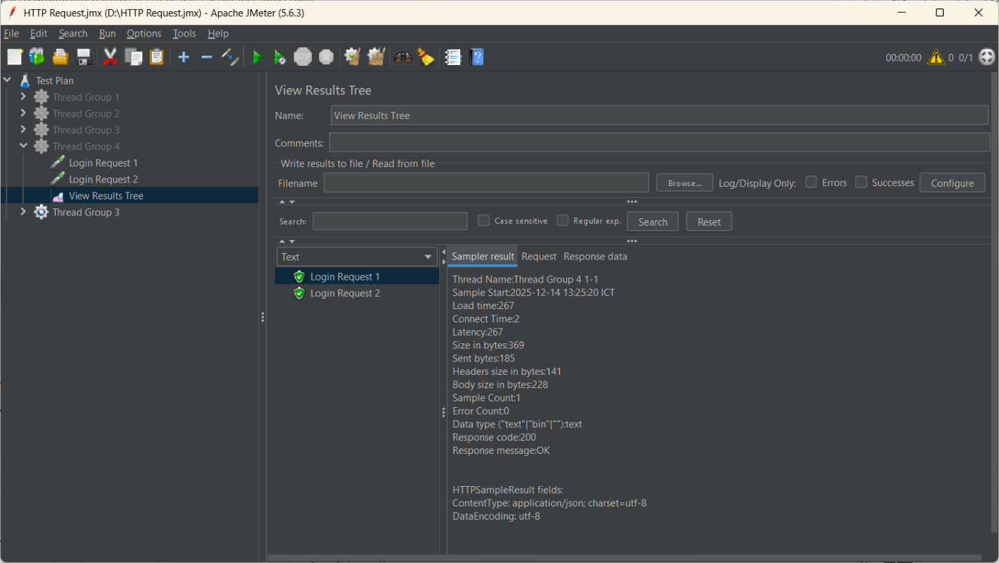 HTTP Request.jmx (D:\HTTP Request.jmx) - Apache JMeter (5.6.3)
File Edit Search Run Options Tools Help
STOP
00:00:00 0 0/1
Test Plan
Thread Group 1
Thread Group 2
Thread Group 3
Thread Group 4
Login Request 1
Login Request 2
View Results Tree
Thread Group 3
View Results Tree
Name: View Results Tree
Comments:
Write results to file / Read from file
Filename Browse... Log/Display Only: Errors Successes Configure
Search: Case sensitive Regular exp. Search Reset
Text
Login Request 1
Login Request 2
Sampler result Request Response data
Thread Name:Thread Group 4 1-1
Sample Start:2025-12-14 13:25:20 ICT
Load time:267
Connect Time:2
Latency:267
Size in bytes:369
Sent bytes:185
Headers size in bytes:141
Body size in bytes:228
Sample Count:1
Error Count:0
Data type ("text"|"bin"|""):text
Response code:200
Response message:OK
HTTPSampleResult fields:
ContentType: application/json; charset=utf-8
DataEncoding: utf-8